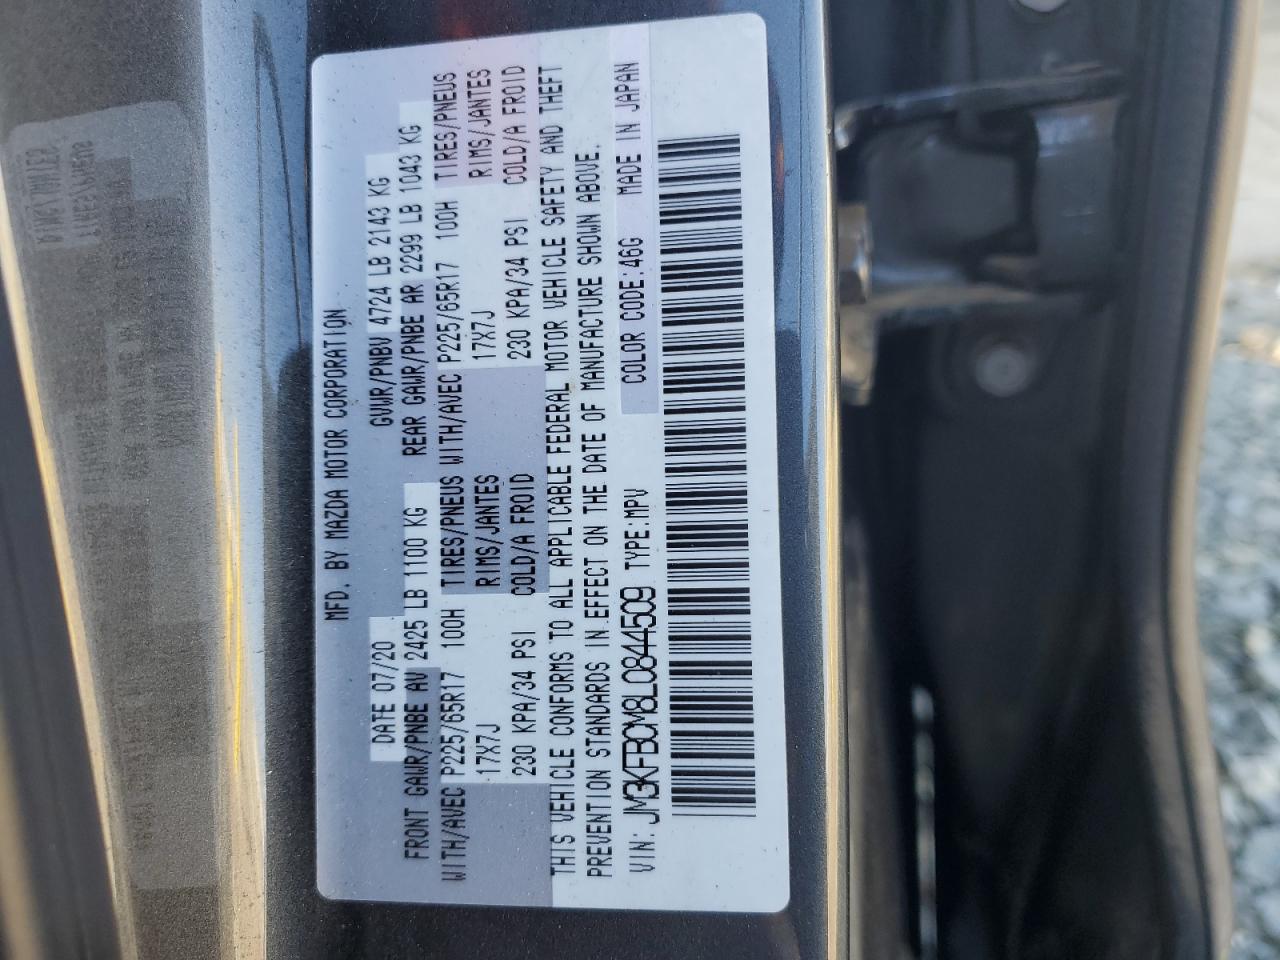 MFD. BY MAZDA MOTOR CORPORATION
DATE 07/20 GVWR/PNBV 4724 LB 2143 KG
FRONT GAWR/PNBE AV 2425 LB 1100 KG REAR GAWR/PNBE AR 2299 LB 1043 KG
WITH/AVEC P225/65R17 100H TIRES/PNEUS WITH/AVEC P225/65R17 100H TIRES/PNEUS
17X7J RIMS/JANTES 17X7J RIMS/JANTES
230 KPA/34 PSI COLD/A FROID 230 KPA/34 PSI COLD/A FROID
THIS VEHICLE CONFORMS TO ALL APPLICABLE FEDERAL MOTOR VEHICLE SAFETY AND THEFT
PREVENTION STANDARDS IN EFFECT ON THE DATE OF MANUFACTURE SHOWN ABOVE.
VIN: JM3KFBCM8L0844509 TYPE:MPV COLOR CODE:46G MADE IN JAPAN